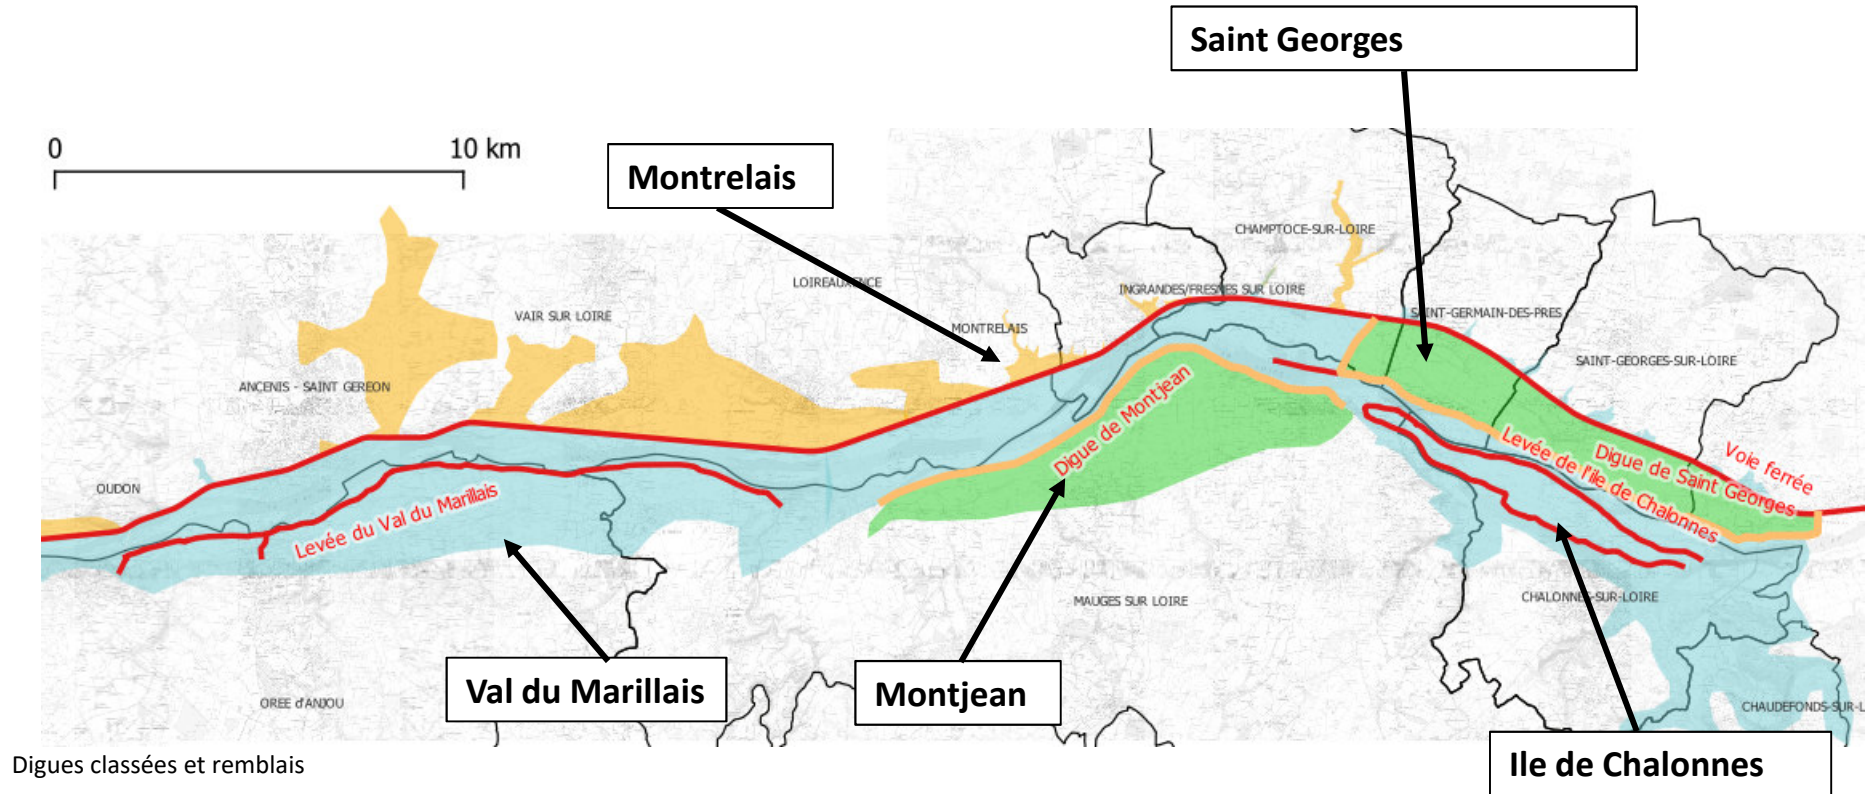 Saint Georges
0 10 km
Montrelais
CHAMPTOCE-SUR-LOIRE
LOIREAUXENCE
INGRANDES/FRESNES SUR LOIRE
VAIR SUR LOIRE
MONTRELAIS
SAINT-GERMAIN-DES-PRES
SAINT-GEORGES-SUR-LOIRE
ANCENIS - SAINT GEREON
Digue de Montjean
Levée de l'île de Chalonnes
Digue de Saint Georges
Voie ferrée
OUDON
Levée du Val du Marillais
MAUGES SUR LOIRE
CHALONNES-SUR-LOIRE
Val du Marillais
Montjean
OREE d'ANJOU
CHAUDEFONDS-SUR-L
Ile de Chalonnes
Digues classées et remblais